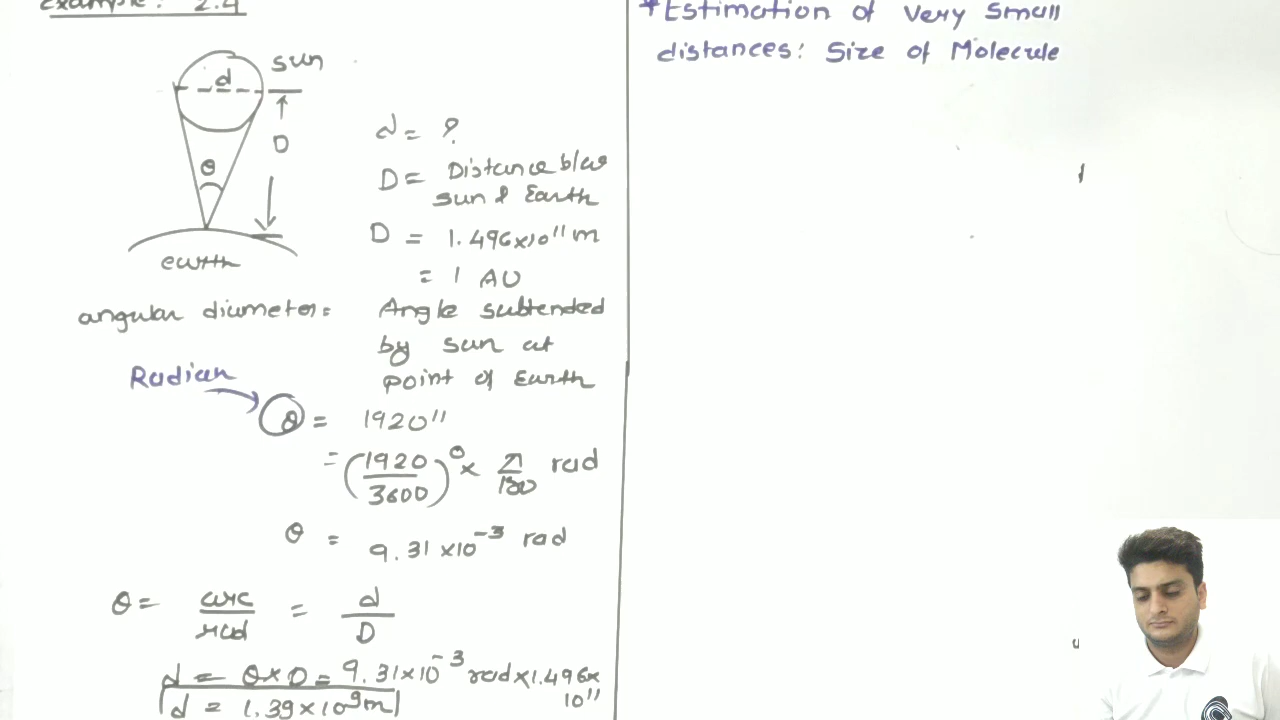 Example: 2.4
Sun
d
D
θ
earth
d = ?
D = Distance b/w
sun & Earth
D = 1.496×10¹¹ m
= 1 AU
angular diameter = Angle subtended
by sun at
point of Earth
Radian
θ = 1920''
= (1920/3600)° × π/180 rad
θ = 9.31×10⁻³ rad
θ = arc/rad = d/D
d = θ×D = 9.31×10⁻³ rad×1.496×
10¹¹
d = 1.39×10⁹m
*Estimation of Very Small
distances: Size of Molecule